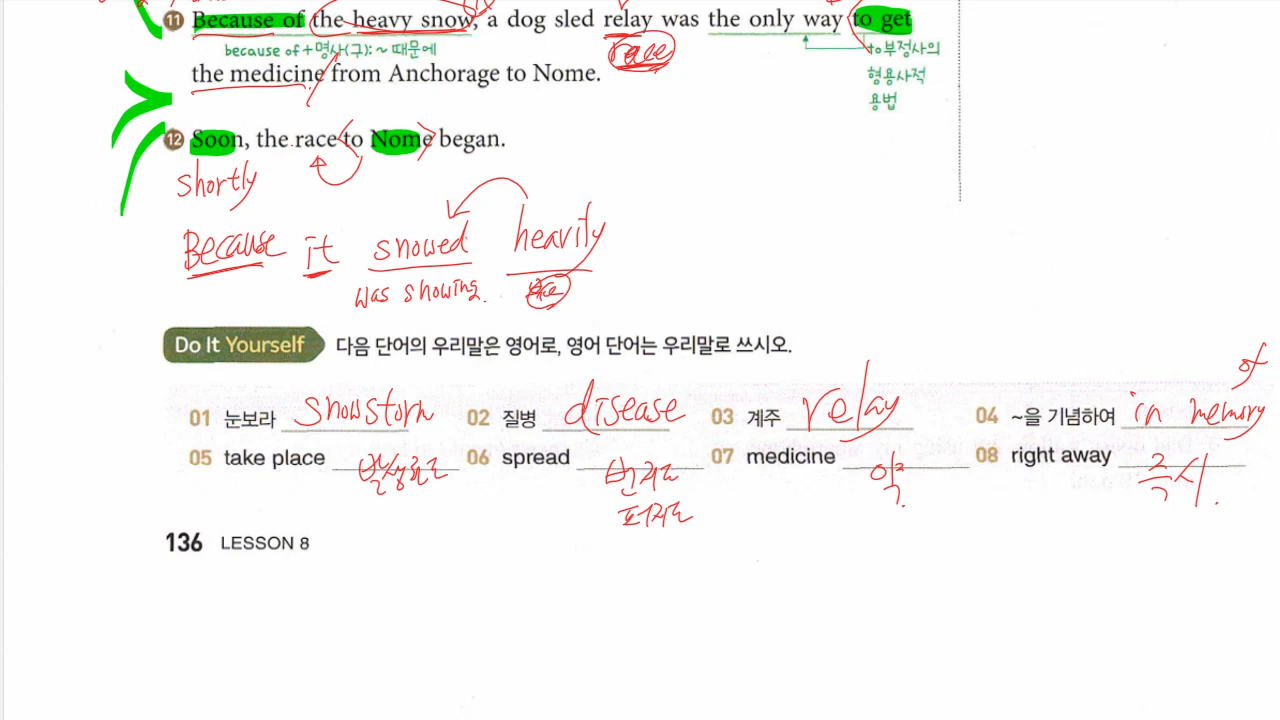 ⑪ Because of the heavy snow, a dog sled relay was the only way to get
because of + 명사(구): ~ 때문에
race
to부정사의
형용사적
용법
the medicine from Anchorage to Nome.
⑫ Soon, the race to Nome began.
shortly
Because it snowed heavily
was snowing.
Do It Yourself 다음 단어의 우리말은 영어로, 영어 단어는 우리말로 쓰시오.
of
01 눈보라 snowstorm 02 질병 disease 03 계주 relay 04 ~을 기념하여 in memory
05 take place 발생하다 06 spread 번지다 07 medicine 약. 08 right away 즉시.
퍼지다
136 LESSON 8